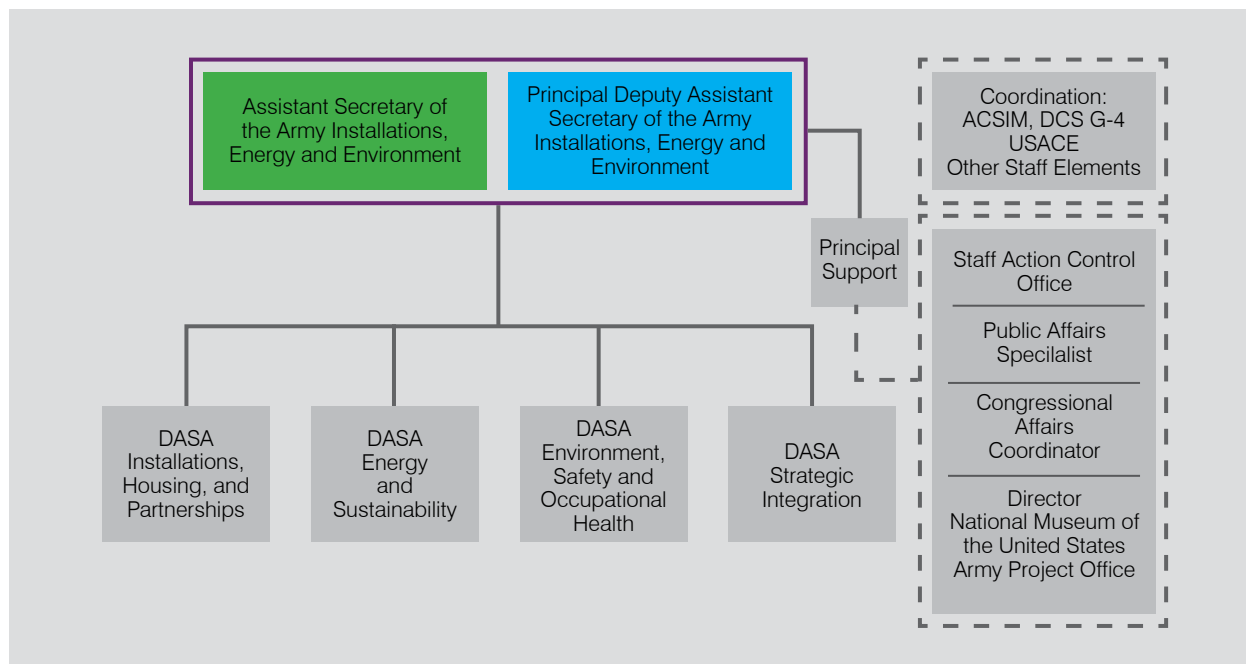 Assistant Secretary of
the Army Installations,
Energy and Environment
Principal Deputy Assistant
Secretary of the Army
Installations, Energy and
Environment
Coordination:
ACSIM, DCS G-4
USACE
Other Staff Elements
Principal
Support
Staff Action Control
Office
Public Affairs
Specilalist
Congressional
Affairs
Coordinator
Director
National Museum of
the United States
Army Project Office
DASA
Installations,
Housing, and
Partnerships
DASA
Energy
and
Sustainability
DASA
Environment,
Safety and
Occupational
Health
DASA
Strategic
Integration